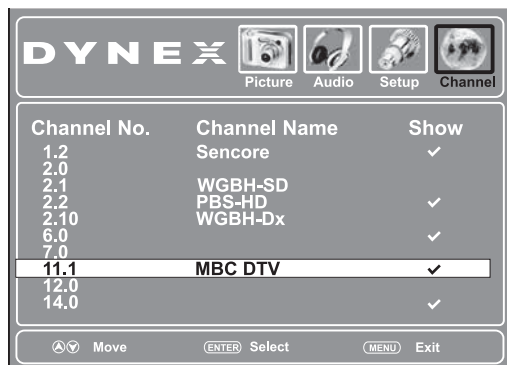 DYNEX
Picture Audio Setup Channel
Channel No. Channel Name Show
1.2 Sencore ✓
2.0
2.1 WGBH-SD
2.2 PBS-HD ✓
2.10 WGBH-Dx
6.0 ✓
7.0
11.1 MBC DTV ✓
12.0
14.0 ✓
Move ENTER Select MENU Exit